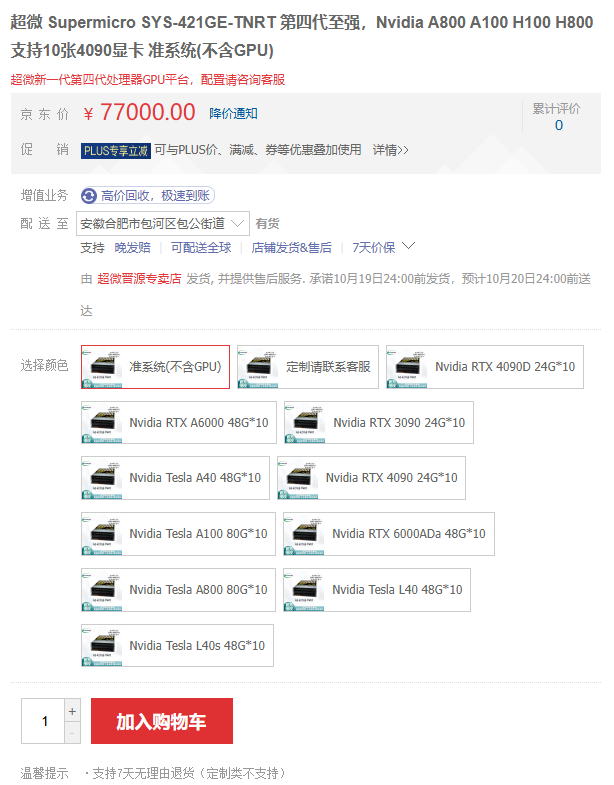 超微 Supermicro SYS-421GE-TNRT 第四代至强，Nvidia A800 A100 H100 H800
支持10张4090显卡 准系统(不含GPU)
超微新一代第四代处理器GPU平台，配置请咨询客服
京 东 价 ￥ 77000.00 降价通知 累计评价
0
促 销 PLUS专享立减 可与PLUS价、满减、券等优惠叠加使用 详情>>
增值业务 高价回收，极速到账
配 送 至 安徽合肥市包河区包公街道 有货
支持 晚发赔 可配送全球 店铺发货&售后 7天价保
由 超微晋源专卖店 发货, 并提供售后服务. 承诺10月19日24:00前发货，预计10月20日24:00前送
达
选择颜色 准系统(不含GPU) 定制请联系客服 Nvidia RTX 4090D 24G*10
Nvidia RTX A6000 48G*10 Nvidia RTX 3090 24G*10
Nvidia Tesla A40 48G*10 Nvidia RTX 4090 24G*10
Nvidia Tesla A100 80G*10 Nvidia RTX 6000ADa 48G*10
Nvidia Tesla A800 80G*10 Nvidia Tesla L40 48G*10
Nvidia Tesla L40s 48G*10
1 + - 加入购物车
温馨提示 ·支持7天无理由退货（定制类不支持）